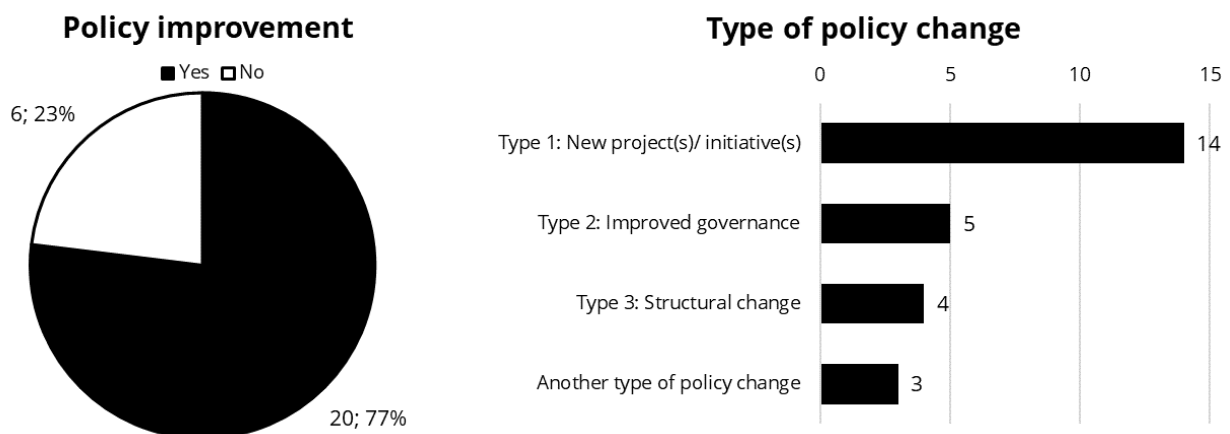 Policy improvement
Yes No
6; 23%
20; 77%
Type of policy change
0 5 10 15
Type 1: New project(s)/ initiative(s) 14
Type 2: Improved governance 5
Type 3: Structural change 4
Another type of policy change 3